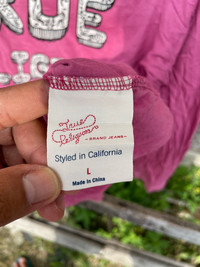 True
Religion
BRAND JEANS
Styled in California
L
Made in China